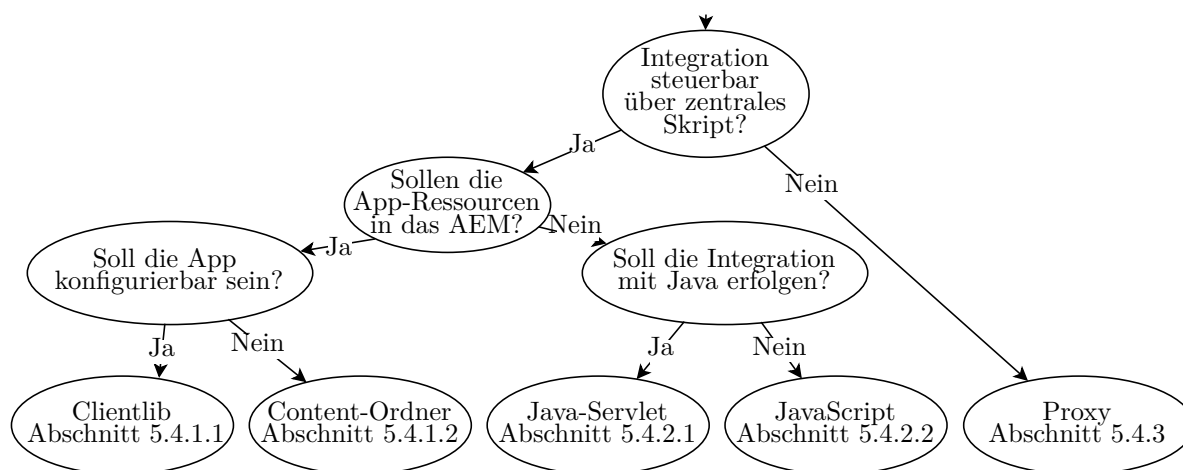 Integration
steuerbar
über zentrales
Skript?
Ja
Nein
Sollen die
App-Ressourcen
in das AEM?
Ja
Nein
Soll die App
konfigurierbar sein?
Soll die Integration
mit Java erfolgen?
Ja
Nein
Ja
Nein
Clientlib
Abschnitt 5.4.1.1
Content-Ordner
Abschnitt 5.4.1.2
Java-Servlet
Abschnitt 5.4.2.1
JavaScript
Abschnitt 5.4.2.2
Proxy
Abschnitt 5.4.3